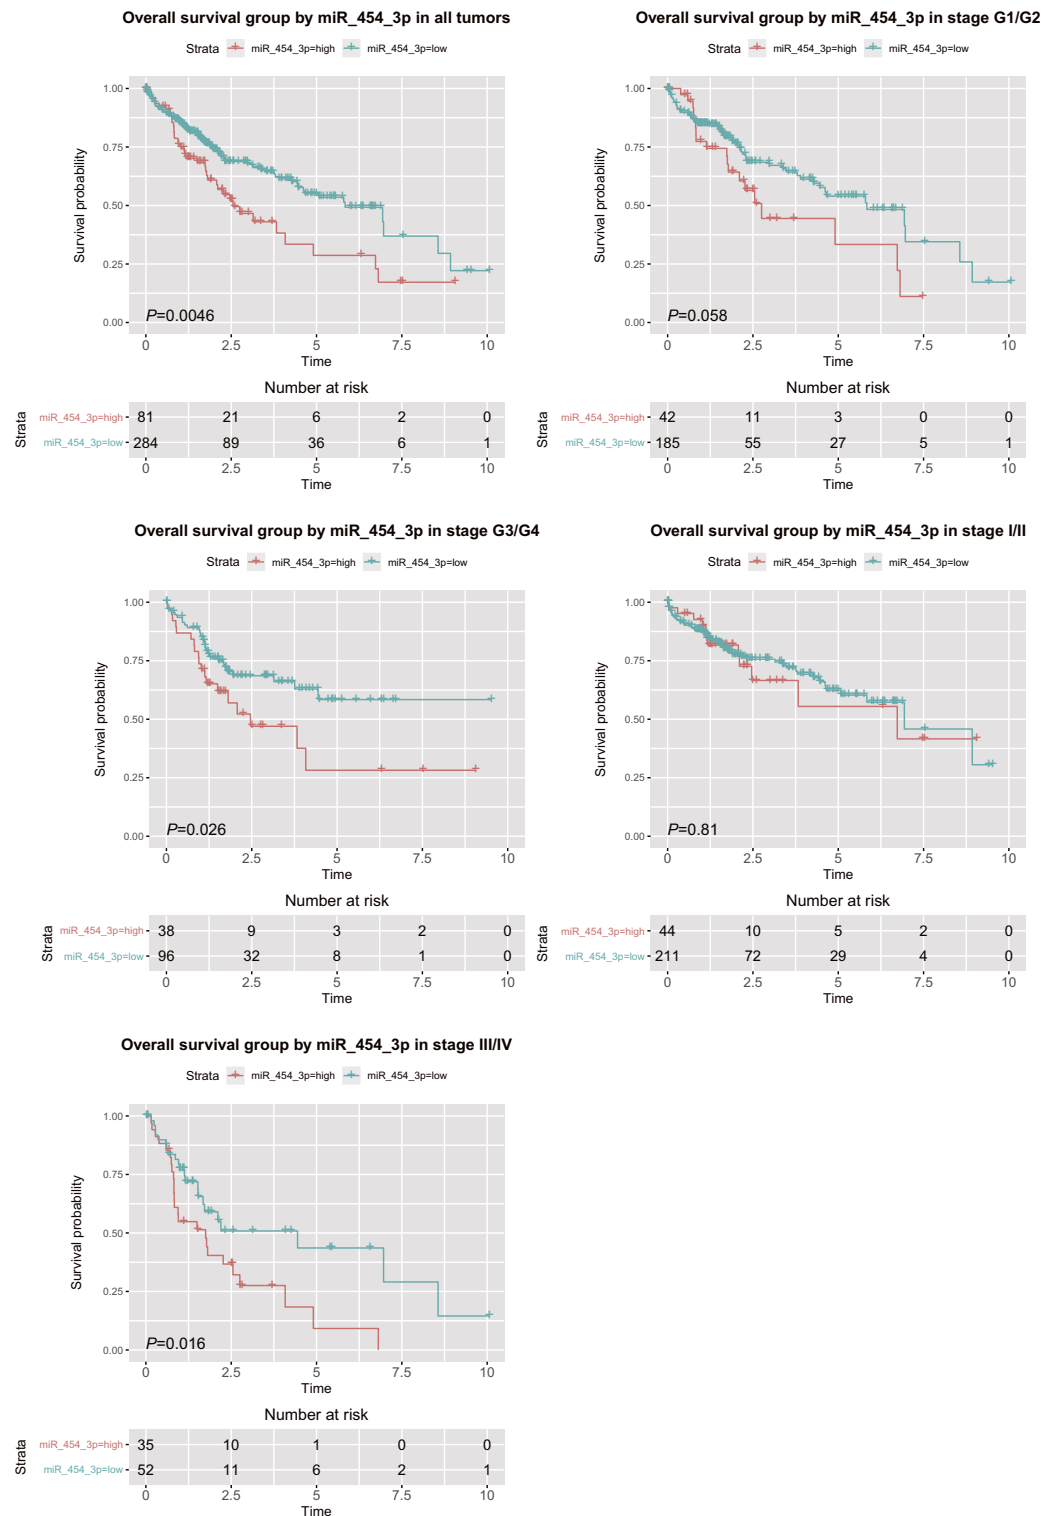 Overall survival group by miR_454_3p in all tumors
Strata miR_454_3p=high miR_454_3p=low
Survival probability
1.00
0.75
0.50
0.25
0.00
P=0.0046
0 2.5 5 7.5 10
Time
Number at risk
Strata
miR_454_3p=high 81 21 6 2 0
miR_454_3p=low 284 89 36 6 1
0 2.5 5 7.5 10
Time
Overall survival group by miR_454_3p in stage G1/G2
Strata miR_454_3p=high miR_454_3p=low
Survival probability
1.00
0.75
0.50
0.25
0.00
P=0.058
0 2.5 5 7.5 10
Time
Number at risk
Strata
miR_454_3p=high 42 11 3 0 0
miR_454_3p=low 185 55 27 5 1
0 2.5 5 7.5 10
Time
Overall survival group by miR_454_3p in stage G3/G4
Strata miR_454_3p=high miR_454_3p=low
Survival probability
1.00
0.75
0.50
0.25
0.00
P=0.026
0 2.5 5 7.5 10
Time
Number at risk
Strata
miR_454_3p=high 38 9 3 2 0
miR_454_3p=low 96 32 8 1 0
0 2.5 5 7.5 10
Time
Overall survival group by miR_454_3p in stage I/II
Strata miR_454_3p=high miR_454_3p=low
Survival probability
1.00
0.75
0.50
0.25
0.00
P=0.81
0 2.5 5 7.5 10
Time
Number at risk
Strata
miR_454_3p=high 44 10 5 2 0
miR_454_3p=low 211 72 29 4 0
0 2.5 5 7.5 10
Time
Overall survival group by miR_454_3p in stage III/IV
Strata miR_454_3p=high miR_454_3p=low
Survival probability
1.00
0.75
0.50
0.25
0.00
P=0.016
0 2.5 5 7.5 10
Time
Number at risk
Strata
miR_454_3p=high 35 10 1 0 0
miR_454_3p=low 52 11 6 2 1
0 2.5 5 7.5 10
Time